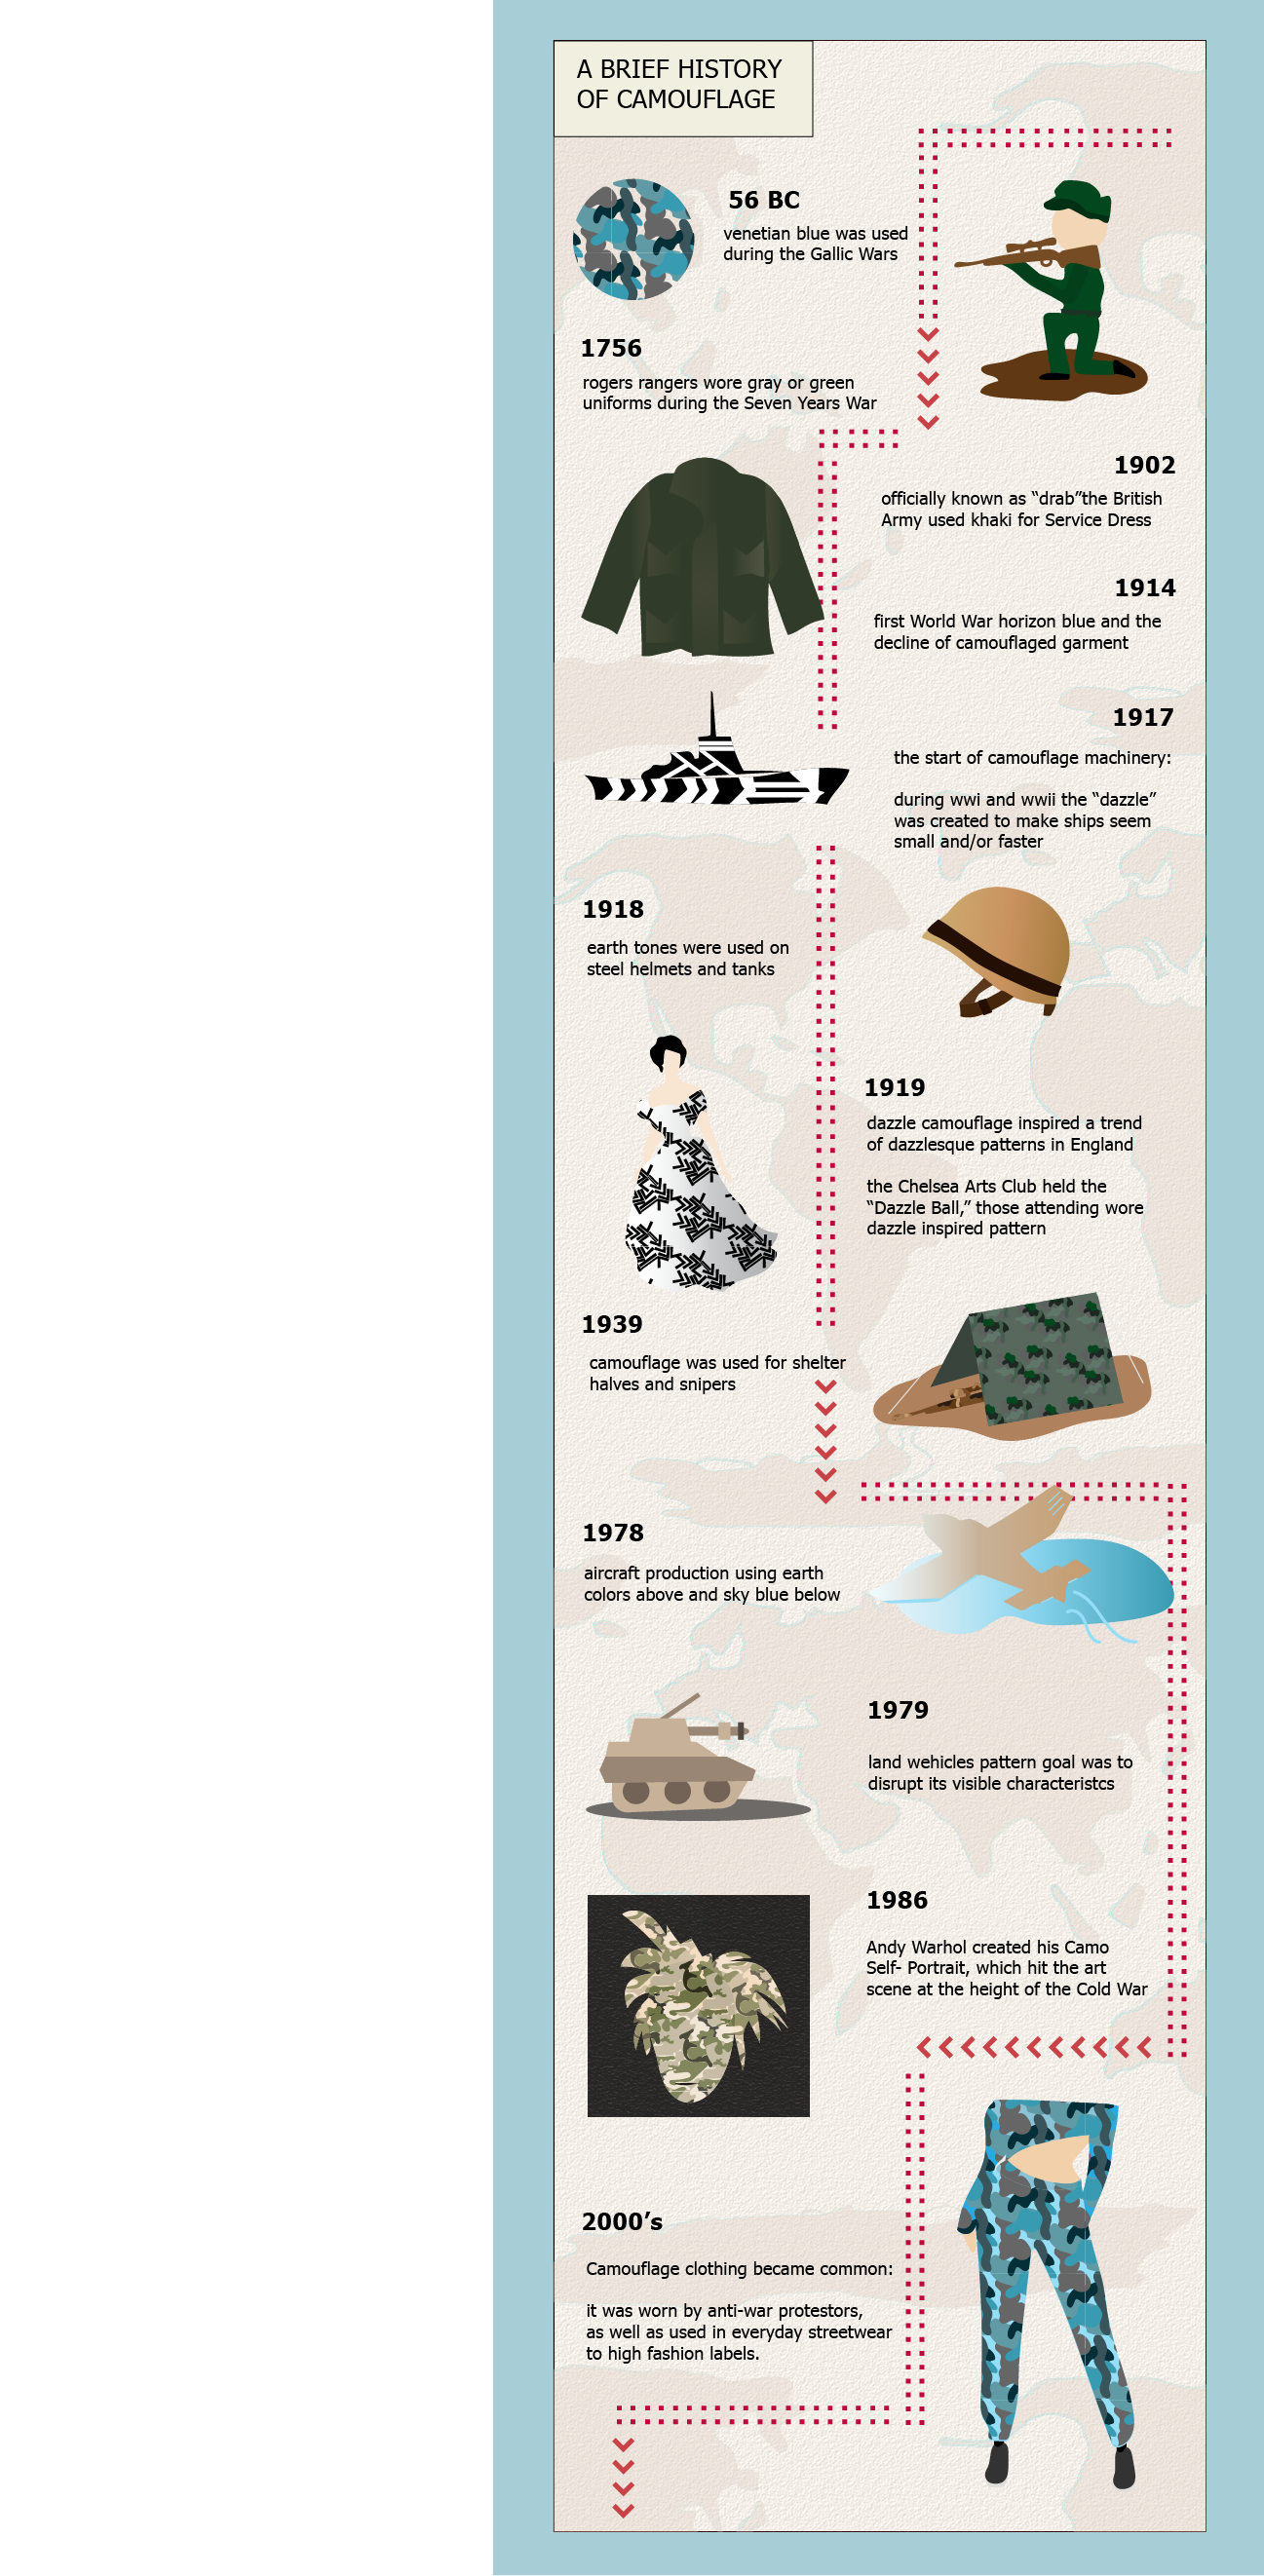 A BRIEF HISTORY
OF CAMOUFLAGE
56 BC
venetian blue was used
during the Gallic Wars
1756
rogers rangers wore gray or green
uniforms during the Seven Years War
1902
officially known as “drab”the British
Army used khaki for Service Dress
1914
first World War horizon blue and the
decline of camouflaged garment
1917
the start of camouflage machinery:
during wwi and wwii the “dazzle”
was created to make ships seem
small and/or faster
1918
earth tones were used on
steel helmets and tanks
1919
dazzle camouflage inspired a trend
of dazzlesque patterns in England
the Chelsea Arts Club held the
“Dazzle Ball,” those attending wore
dazzle inspired pattern
1939
camouflage was used for shelter
halves and snipers
1978
aircraft production using earth
colors above and sky blue below
1979
land wehicles pattern goal was to
disrupt its visible characteristcs
1986
Andy Warhol created his Camo
Self- Portrait, which hit the art
scene at the height of the Cold War
2000’s
Camouflage clothing became common:
it was worn by anti-war protestors,
as well as used in everyday streetwear
to high fashion labels.